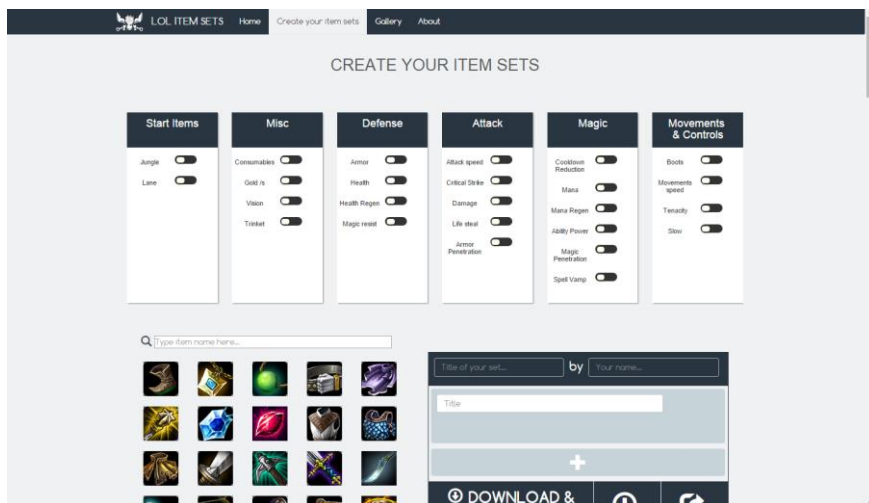 LOL ITEM SETS Home Create your item sets Gallery About
CREATE YOUR ITEM SETS
Start Items
Jungle
Lane
Misc
Consumables
Gold /s
Vision
Trinket
Defense
Armor
Health
Health Regen
Magic resist
Attack
Attack speed
Critical Strike
Damage
Life steal
Armor
Penetration
Magic
Cooldown
Reduction
Mana
Mana Regen
Ability Power
Magic
Penetration
Spell Vamp
Movements
& Controls
Boots
Movements
speed
Tenacity
Slow
Type item name here...
Title of your set... by Your name...
Title
DOWNLOAD &